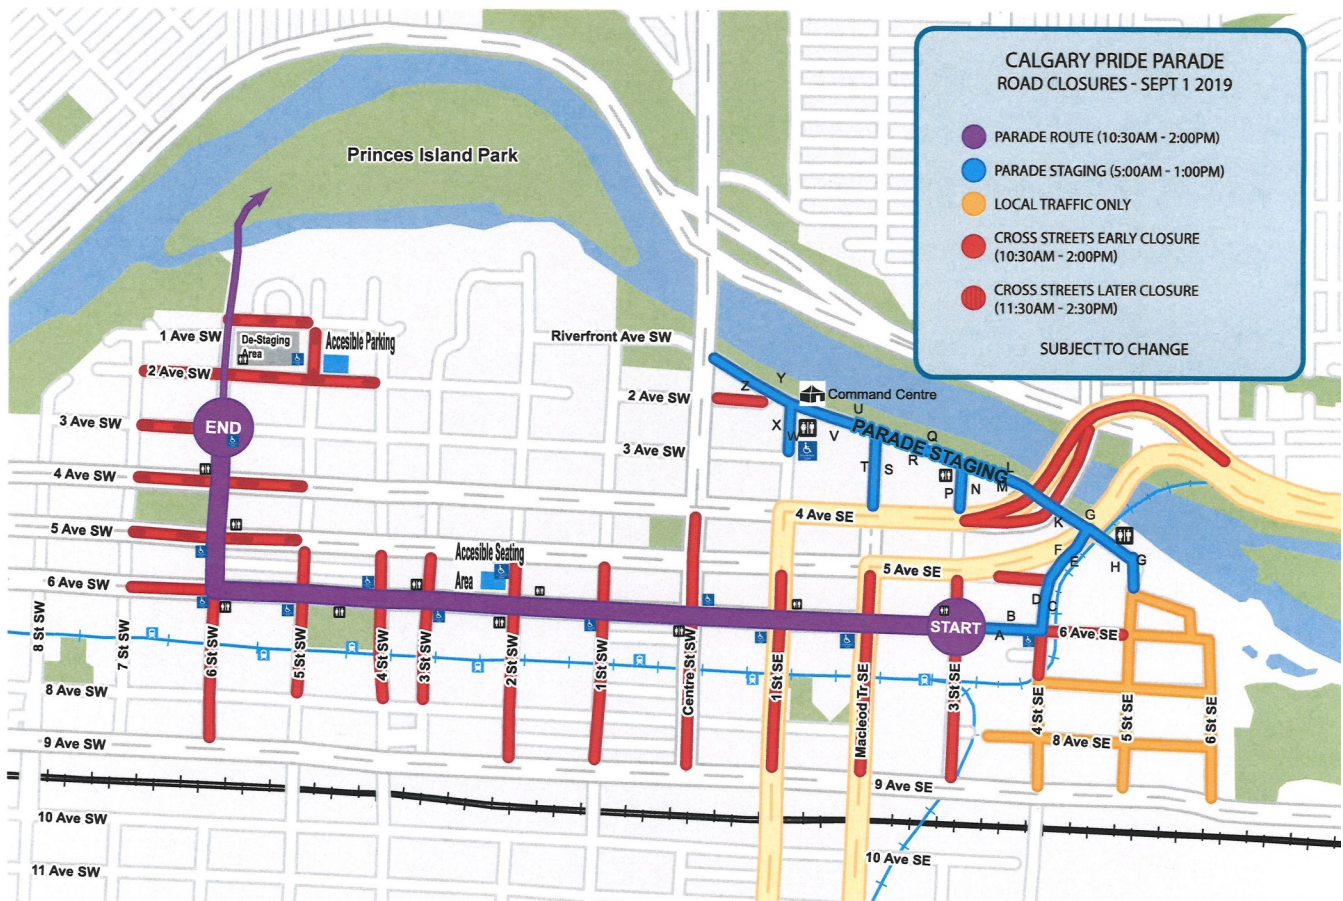 CALGARY PRIDE PARADE
ROAD CLOSURES - SEPT 1 2019
PARADE ROUTE (10:30AM - 2:00PM)
PARADE STAGING (5:00AM - 1:00PM)
LOCAL TRAFFIC ONLY
CROSS STREETS EARLY CLOSURE
(10:30AM - 2:00PM)
CROSS STREETS LATER CLOSURE
(11:30AM - 2:30PM)
SUBJECT TO CHANGE
Princes Island Park
1 Ave SW
De-Staging
Area
Accesible Parking
2 Ave SW
3 Ave SW
END
4 Ave SW
5 Ave SW
6 Ave SW
Riverfront Ave SW
2 Ave SW
3 Ave SW
Z
Y
X
W
Command Centre
U
V
PARADE STAGING
T
S
R
Q
P
N
M
L
K
G
F
E
H
G
D
C
B
A
4 Ave SE
5 Ave SE
Accesible Seating
Area
START
6 Ave SE
8 St SW
7 St SW
6 St SW
5 St SW
4 St SW
3 St SW
2 St SW
1 St SW
Centre St SW
1 St SE
Macleod Tr SE
3 St SE
4 St SE
5 St SE
6 St SE
8 Ave SW
8 Ave SE
9 Ave SW
9 Ave SE
10 Ave SW
10 Ave SE
11 Ave SW